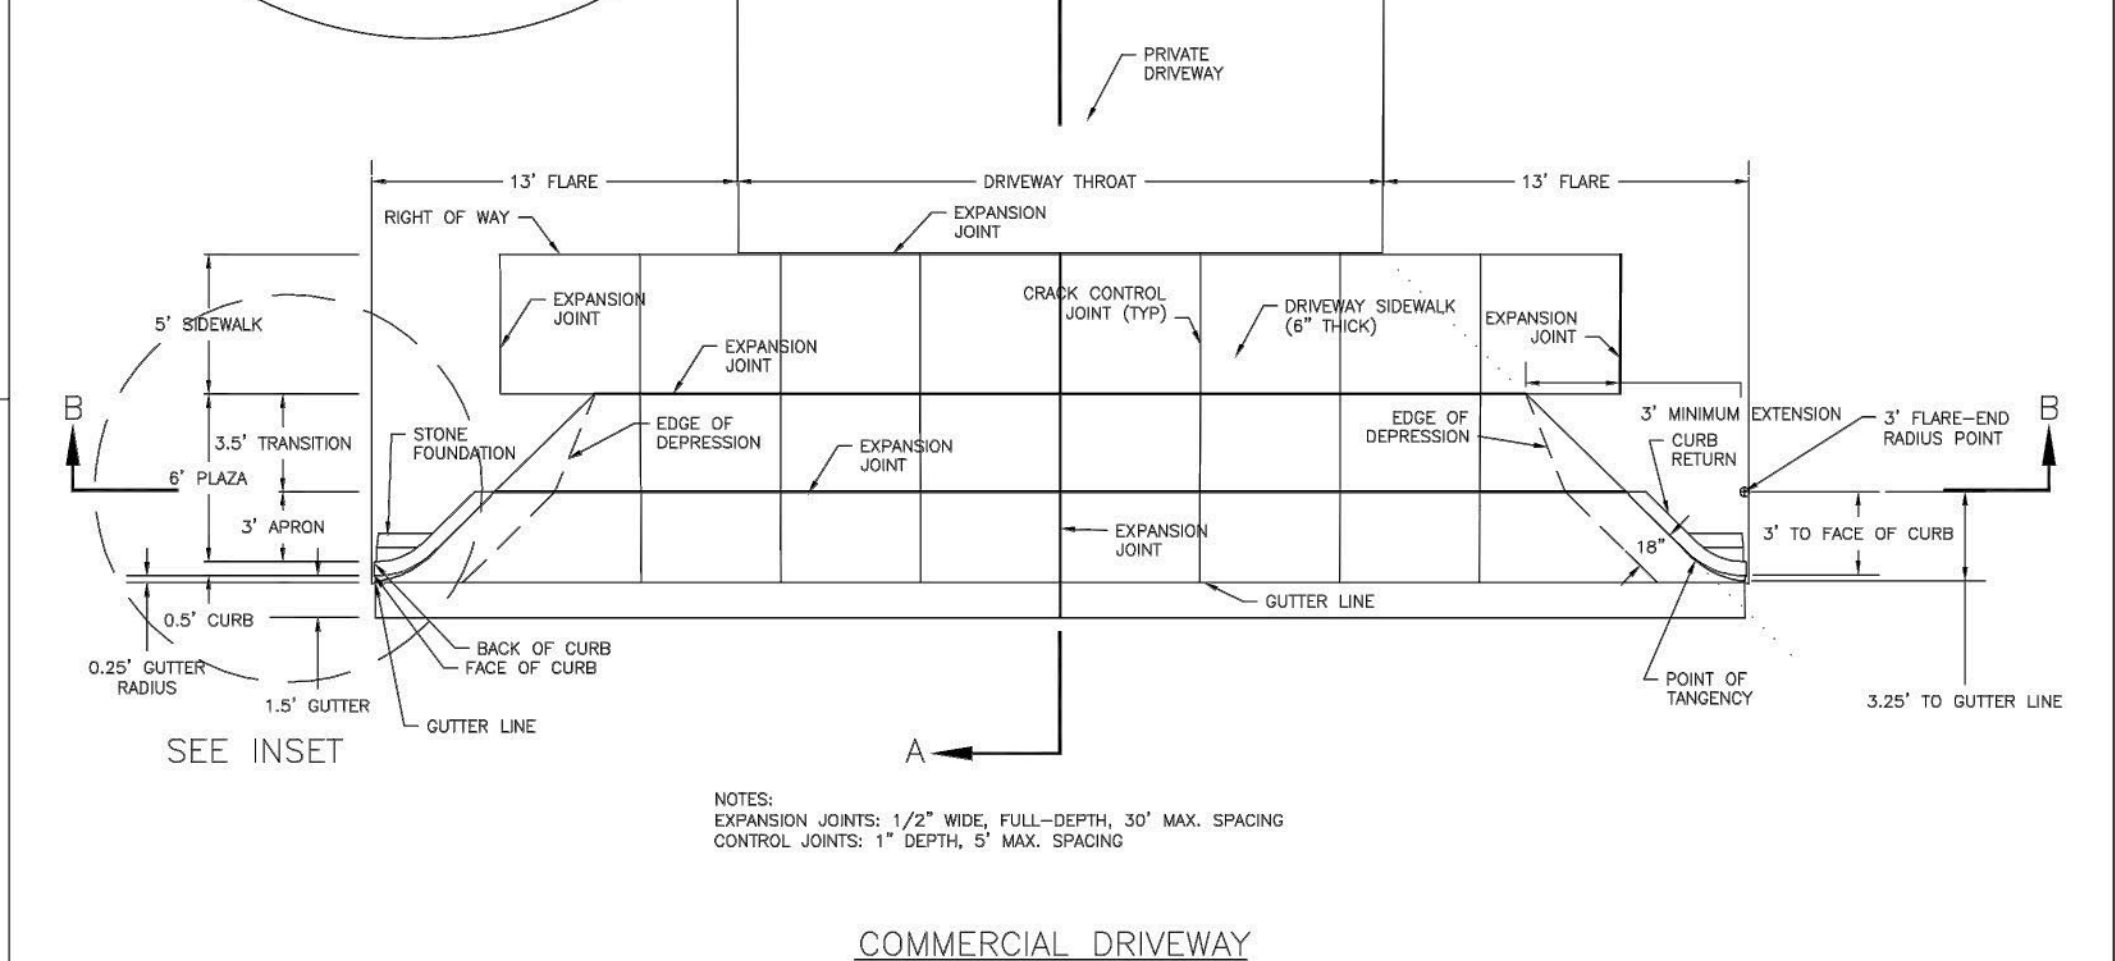 PRIVATE
DRIVEWAY
13' FLARE
DRIVEWAY THROAT
13' FLARE
RIGHT OF WAY
EXPANSION
JOINT
5' SIDEWALK
EXPANSION
JOINT
CRACK CONTROL
JOINT (TYP)
DRIVEWAY SIDEWALK
(6" THICK)
EXPANSION
JOINT
EXPANSION
JOINT
B
3.5' TRANSITION
6' PLAZA
3' APRON
STONE
FOUNDATION
EDGE OF
DEPRESSION
EXPANSION
JOINT
EDGE OF
DEPRESSION
3' MINIMUM EXTENSION
CURB
RETURN
3' FLARE-END
RADIUS POINT
B
EXPANSION
JOINT
18"
3' TO FACE OF CURB
0.5' CURB
GUTTER LINE
0.25' GUTTER
RADIUS
BACK OF CURB
FACE OF CURB
1.5' GUTTER
GUTTER LINE
POINT OF
TANGENCY
3.25' TO GUTTER LINE
SEE INSET
A
NOTES:
EXPANSION JOINTS: 1/2" WIDE, FULL-DEPTH, 30' MAX. SPACING
CONTROL JOINTS: 1" DEPTH, 5' MAX. SPACING
COMMERCIAL DRIVEWAY